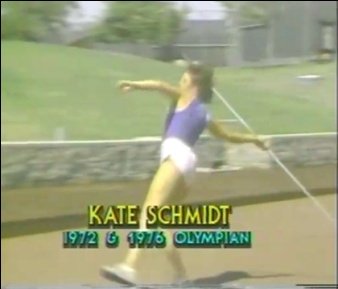 KATE SCHMIDT
1972 & 1976 OLYMPIAN